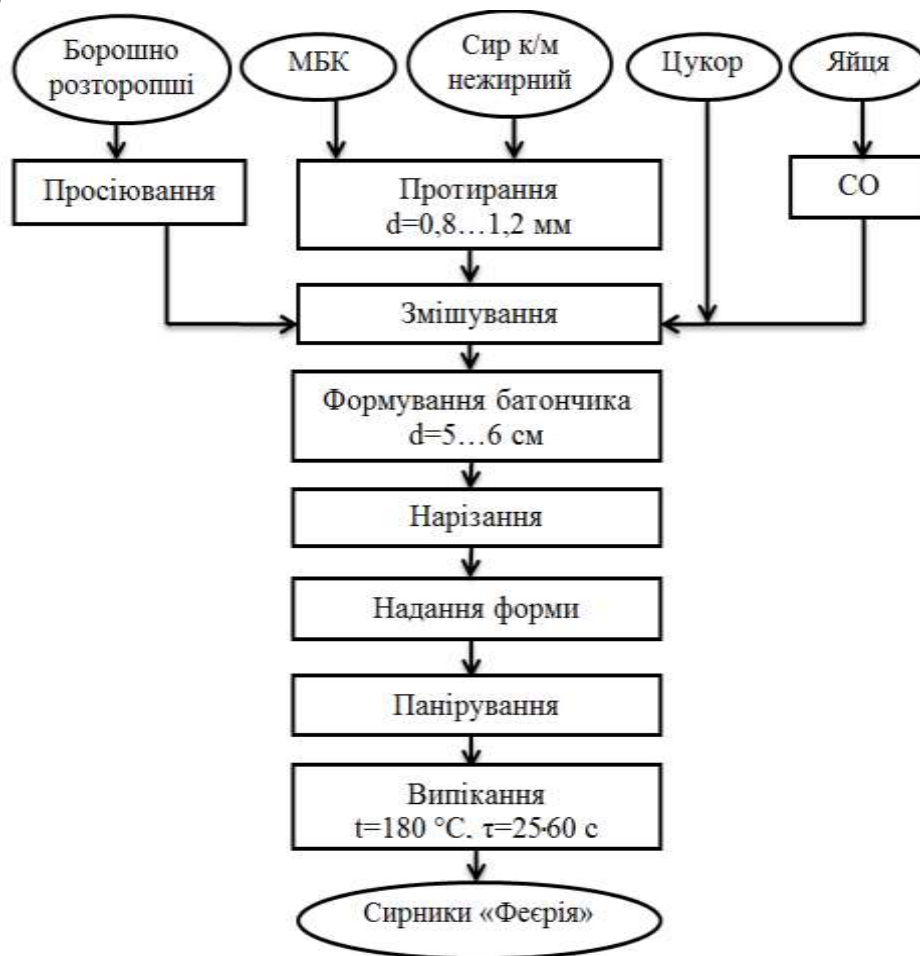 Борошно
розторопші
МБК
Сир к/м
нежирний
Цукор
Яйця
Просіювання
Протирання
d=0,8...1,2 мм
СО
Змішування
Формування батончика
d=5...6 см
Нарізання
Надання форми
Панірування
Випікання
t=180 °С, τ=25·60 с
Сирники «Феєрія»